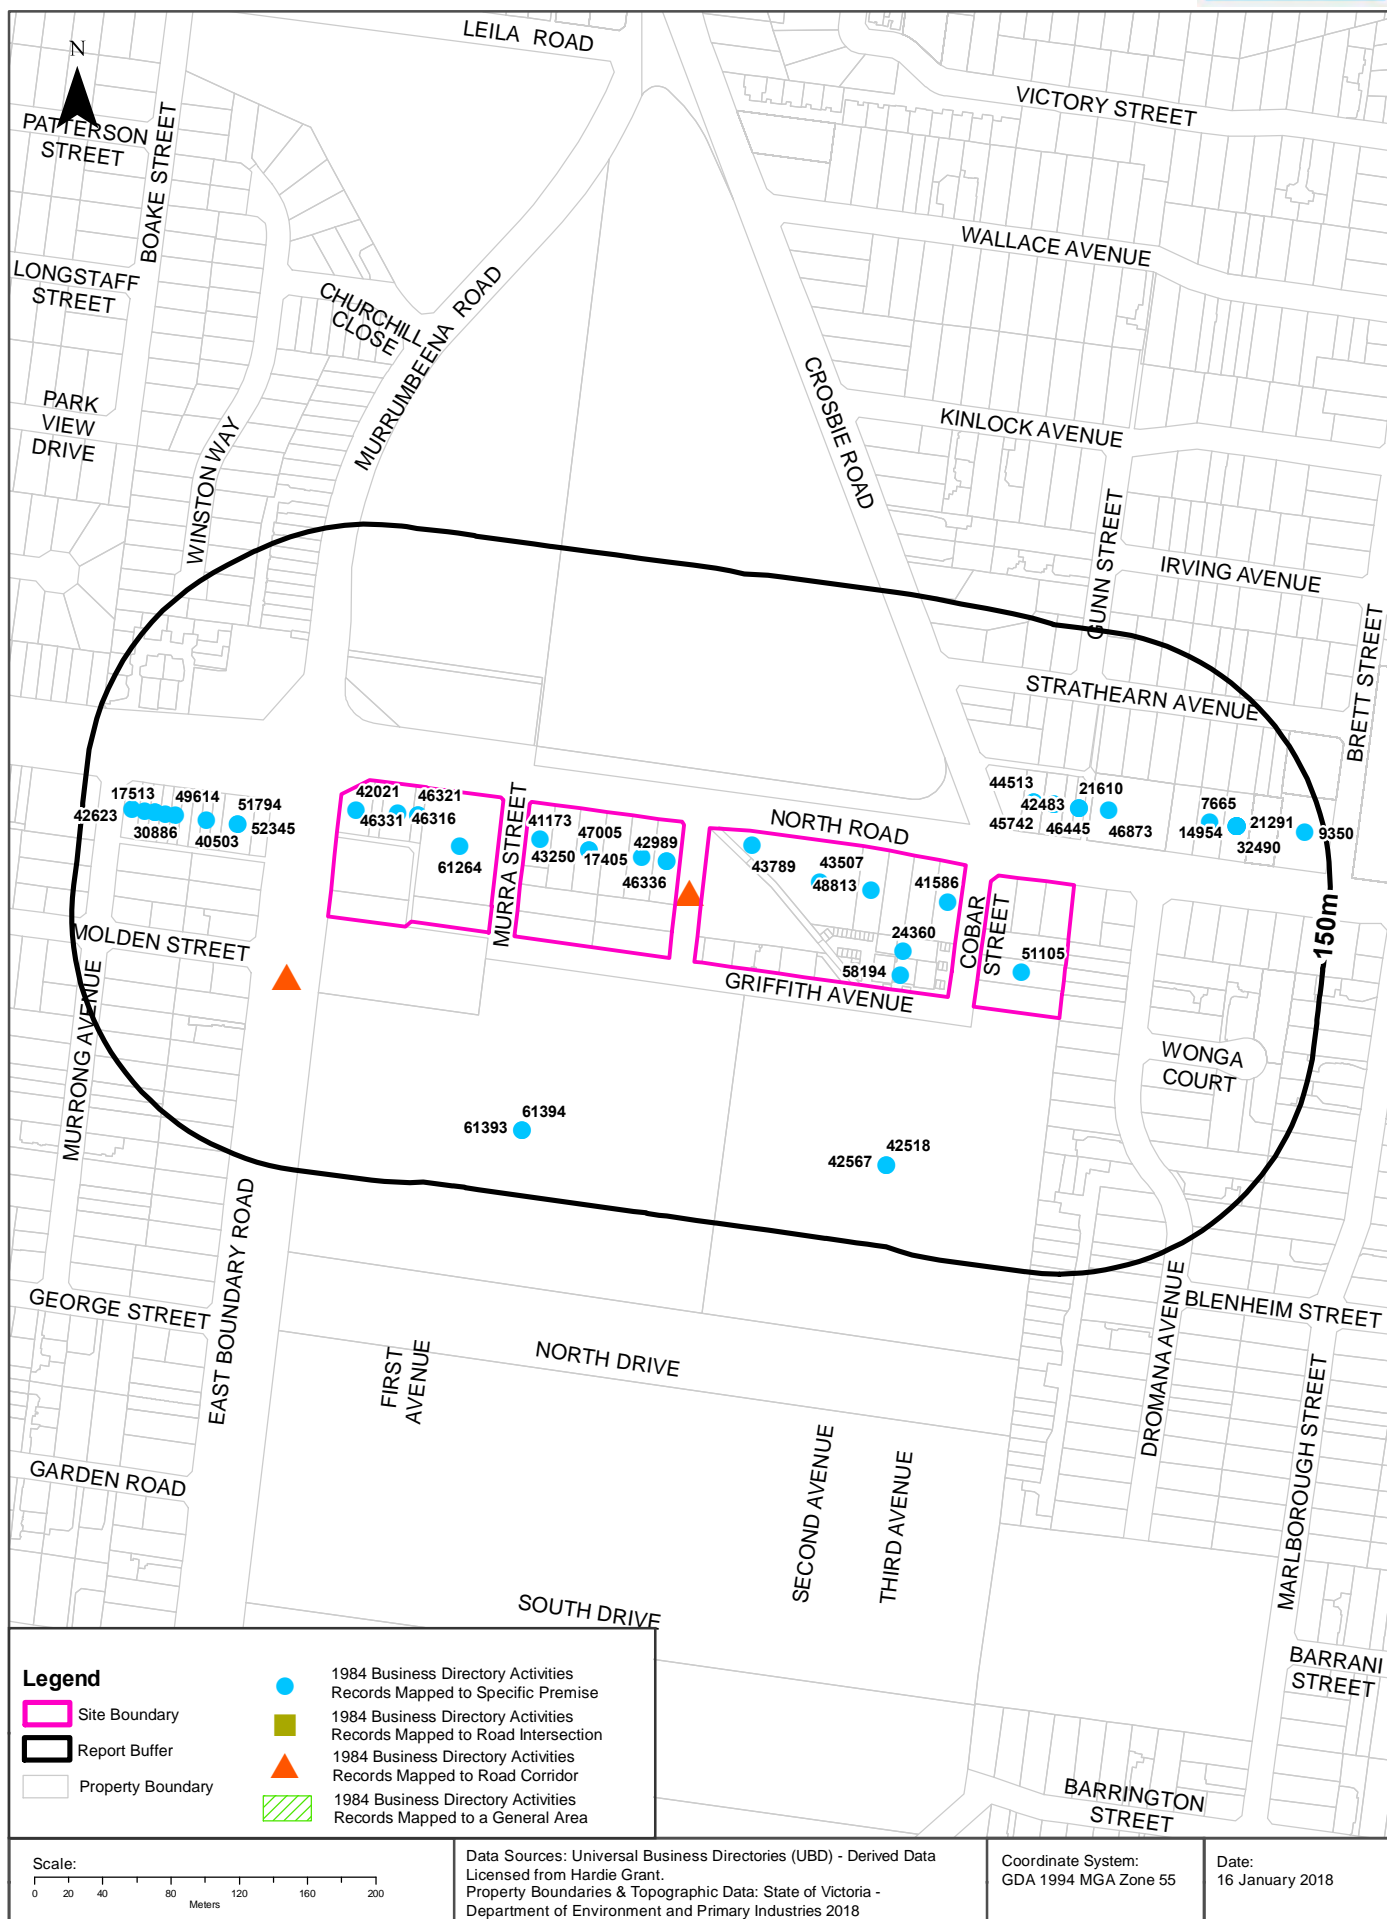 LEILA ROAD
N
VICTORY STREET
PATTERSON
STREET
BOAKE STREET
WALLACE AVENUE
LONGSTAFF
STREET
CHURCHILL
CLOSE
MURRUMBEENA ROAD
CROSBIE ROAD
PARK
VIEW
DRIVE
KINLOCK AVENUE
WINSTON WAY
GUNN STREET
IRVING AVENUE
BRETT STREET
STRATHEARN AVENUE
17513
49614
51794
42623
30886
52345
40503
42021
46321
46331
46316
61264
MURRA STREET
41173
47005
42989
43250
17405
46336
NORTH ROAD
43789
43507
48813
41586
24360
58194
44513
21610
42483
45742
46445
46873
7665
21291
9350
14954
32490
COBAR
STREET
51105
150m
MOLDEN STREET
GRIFFITH AVENUE
MURRONG AVENUE
WONGA
COURT
61394
61393
42518
42567
EAST BOUNDARY ROAD
GEORGE STREET
BLENHEIM STREET
DROMANA AVENUE
FIRST
AVENUE
NORTH DRIVE
MARLBOROUGH STREET
SECOND AVENUE
THIRD AVENUE
GARDEN ROAD
SOUTH DRIVE
BARRANI
STREET
BARRINGTON
STREET
Legend
Site Boundary
Report Buffer
Property Boundary
1984 Business Directory Activities
Records Mapped to Specific Premise
1984 Business Directory Activities
Records Mapped to Road Intersection
1984 Business Directory Activities
Records Mapped to Road Corridor
1984 Business Directory Activities
Records Mapped to a General Area
Scale:
0 20 40 80 120 160 200
Meters
Data Sources: Universal Business Directories (UBD) - Derived Data
Licensed from Hardie Grant.
Property Boundaries & Topographic Data: State of Victoria -
Department of Environment and Primary Industries 2018
Coordinate System:
GDA 1994 MGA Zone 55
Date:
16 January 2018